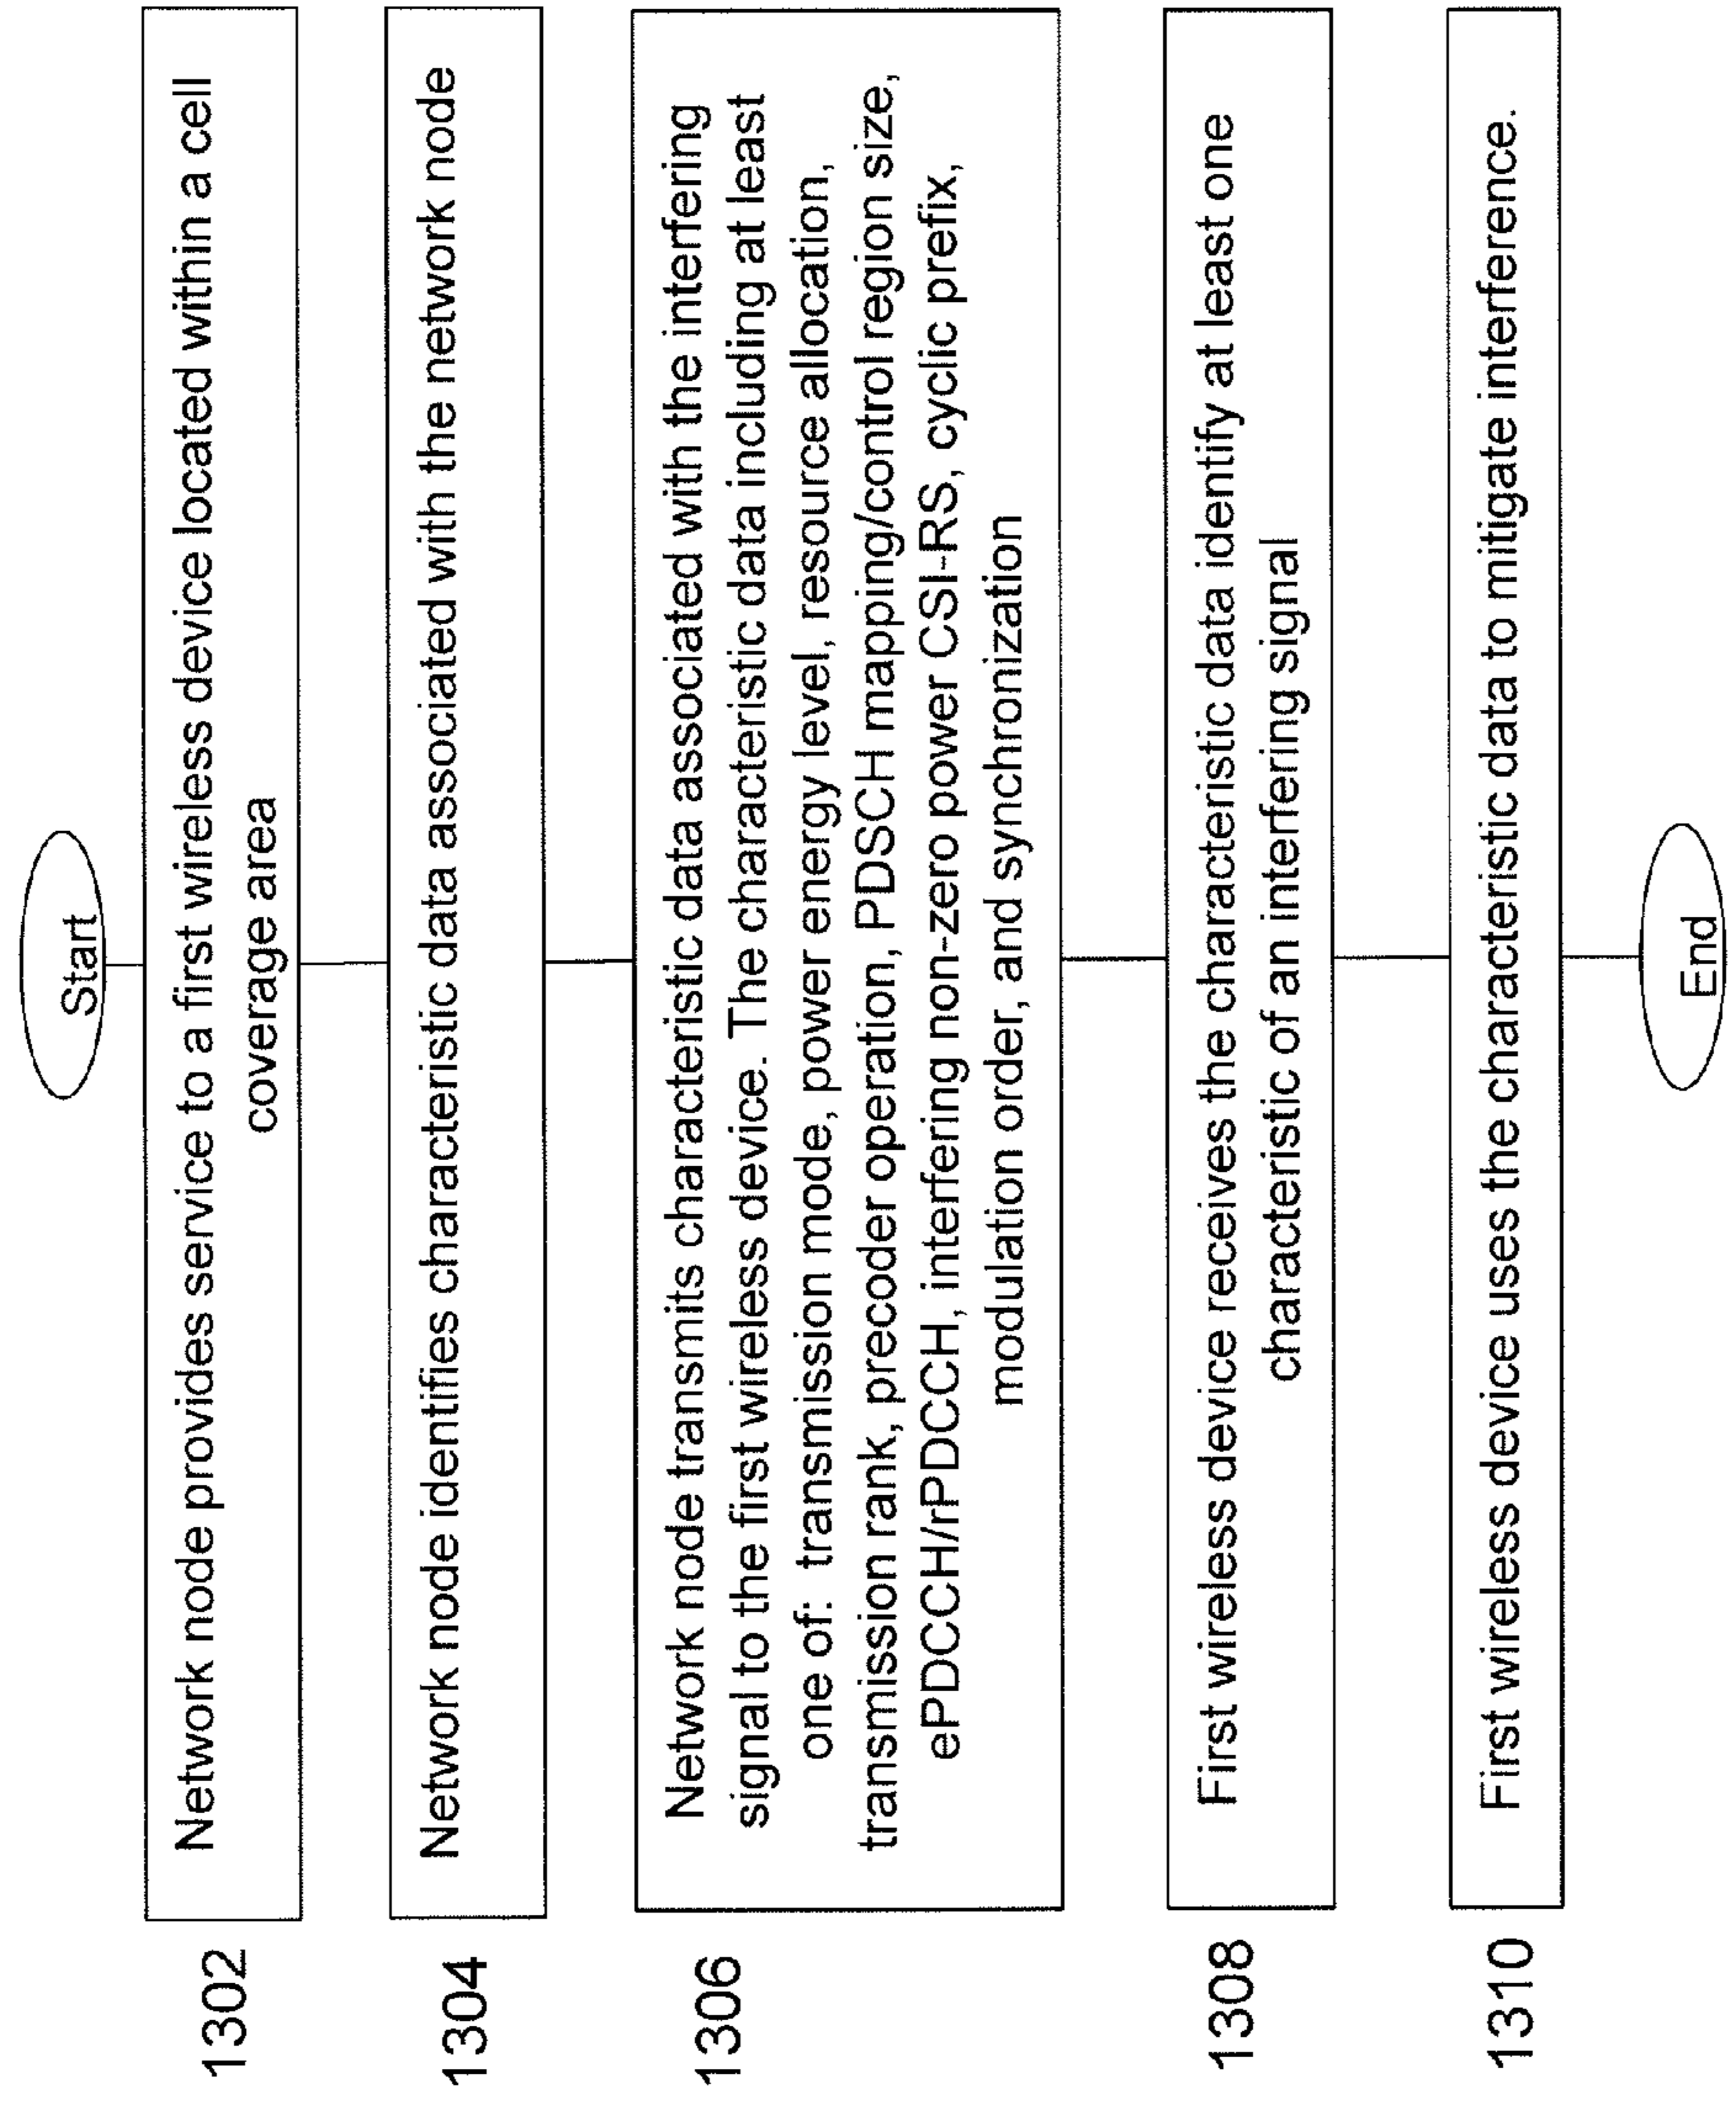 Start
1302
Network node provides service to a first wireless device located within a cell
coverage area
1304
Network node identifies characteristic data associated with the network node
1306
Network node transmits characteristic data associated with the interfering
signal to the first wireless device. The characteristic data including at least
one of: transmission mode, power energy level, resource allocation,
transmission rank, precoder operation, PDSCH mapping/control region size,
ePDCCH/rPDCCH, interfering non-zero power CSI-RS, cyclic prefix,
modulation order, and synchronization
1308
First wireless device receives the characteristic data identify at least one
characteristic of an interfering signal
1310
First wireless device uses the characteristic data to mitigate interference.
End